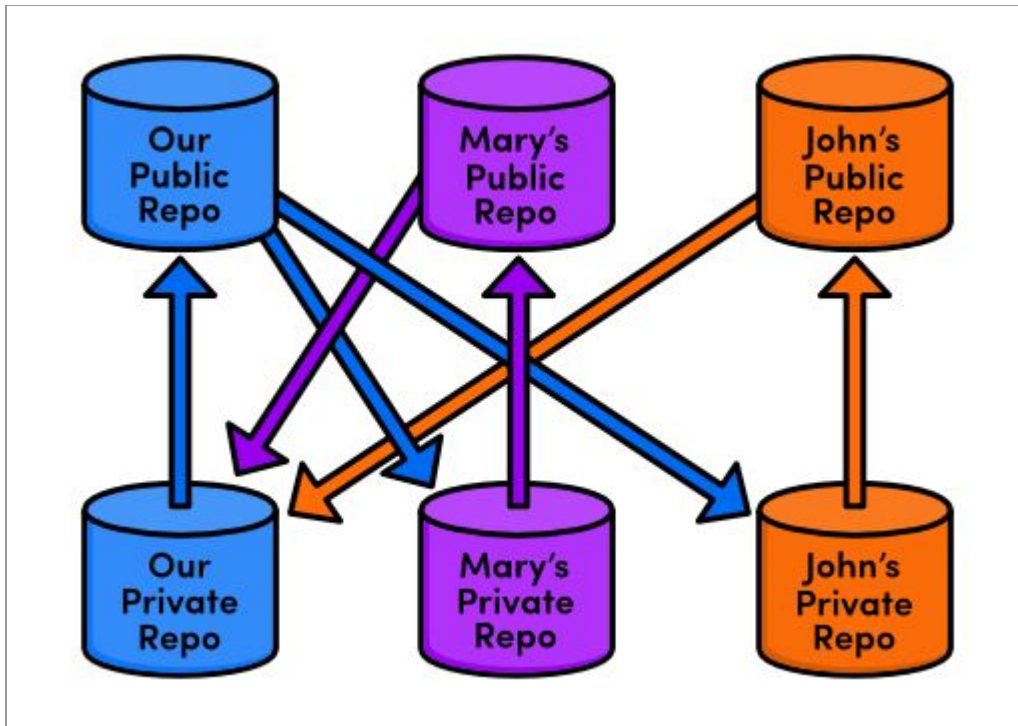 Our
Public
Repo
Mary's
Public
Repo
John's
Public
Repo
Our
Private
Repo
Mary's
Private
Repo
John's
Private
Repo